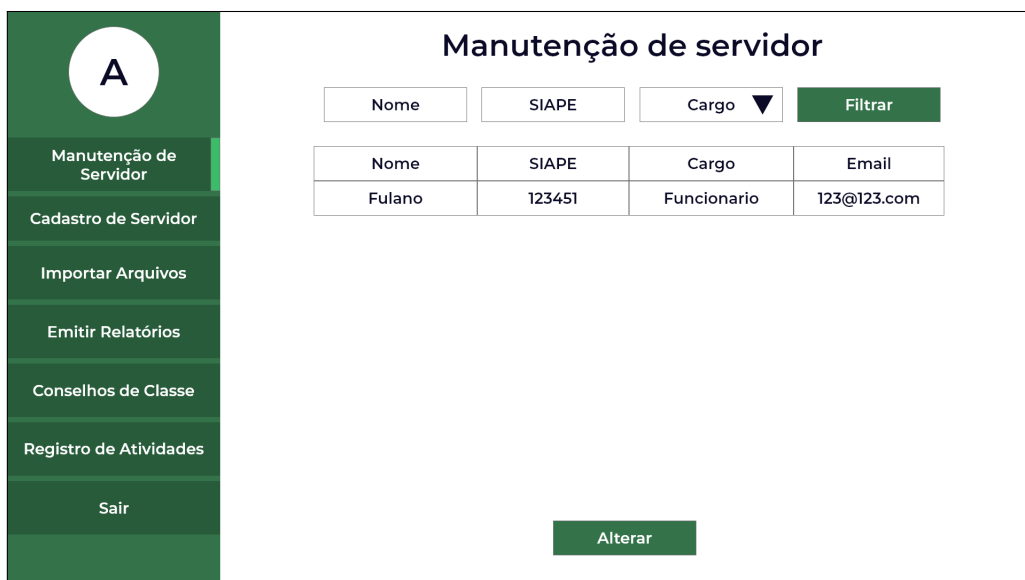 A
Manutenção de
Servidor
Cadastro de Servidor
Importar Arquivos
Emitir Relatórios
Conselhos de Classe
Registro de Atividades
Sair
Manutenção de servidor
Nome SIAPE Cargo Filtrar
Nome SIAPE Cargo Email
Fulano 123451 Funcionario 123@123.com
Alterar